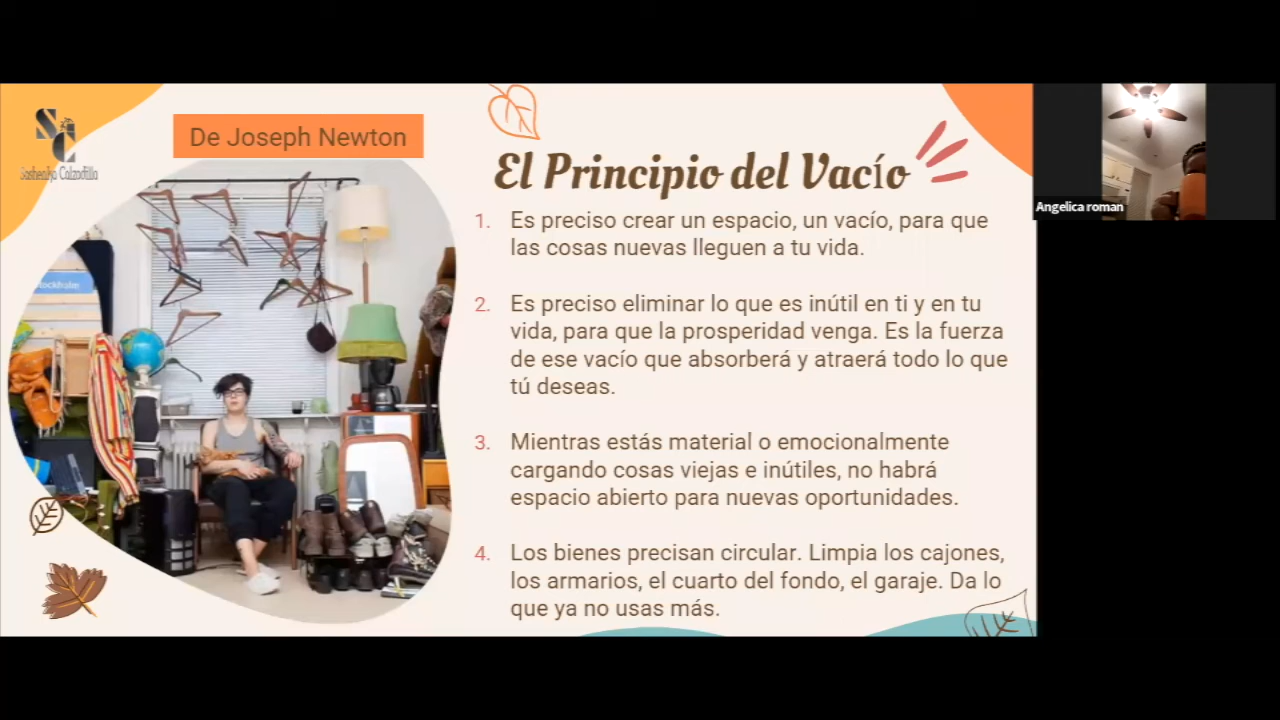 De Joseph Newton
El Principio del Vacío
1. Es preciso crear un espacio, un vacío, para que
las cosas nuevas lleguen a tu vida.
2. Es preciso eliminar lo que es inútil en ti y en tu
vida, para que la prosperidad venga. Es la fuerza
de ese vacío que absorberá y atraerá todo lo que
tú deseas.
3. Mientras estás material o emocionalmente
cargando cosas viejas e inútiles, no habrá
espacio abierto para nuevas oportunidades.
4. Los bienes precisan circular. Limpia los cajones,
los armarios, el cuarto del fondo, el garaje. Da lo
que ya no usas más.
Angelica roman